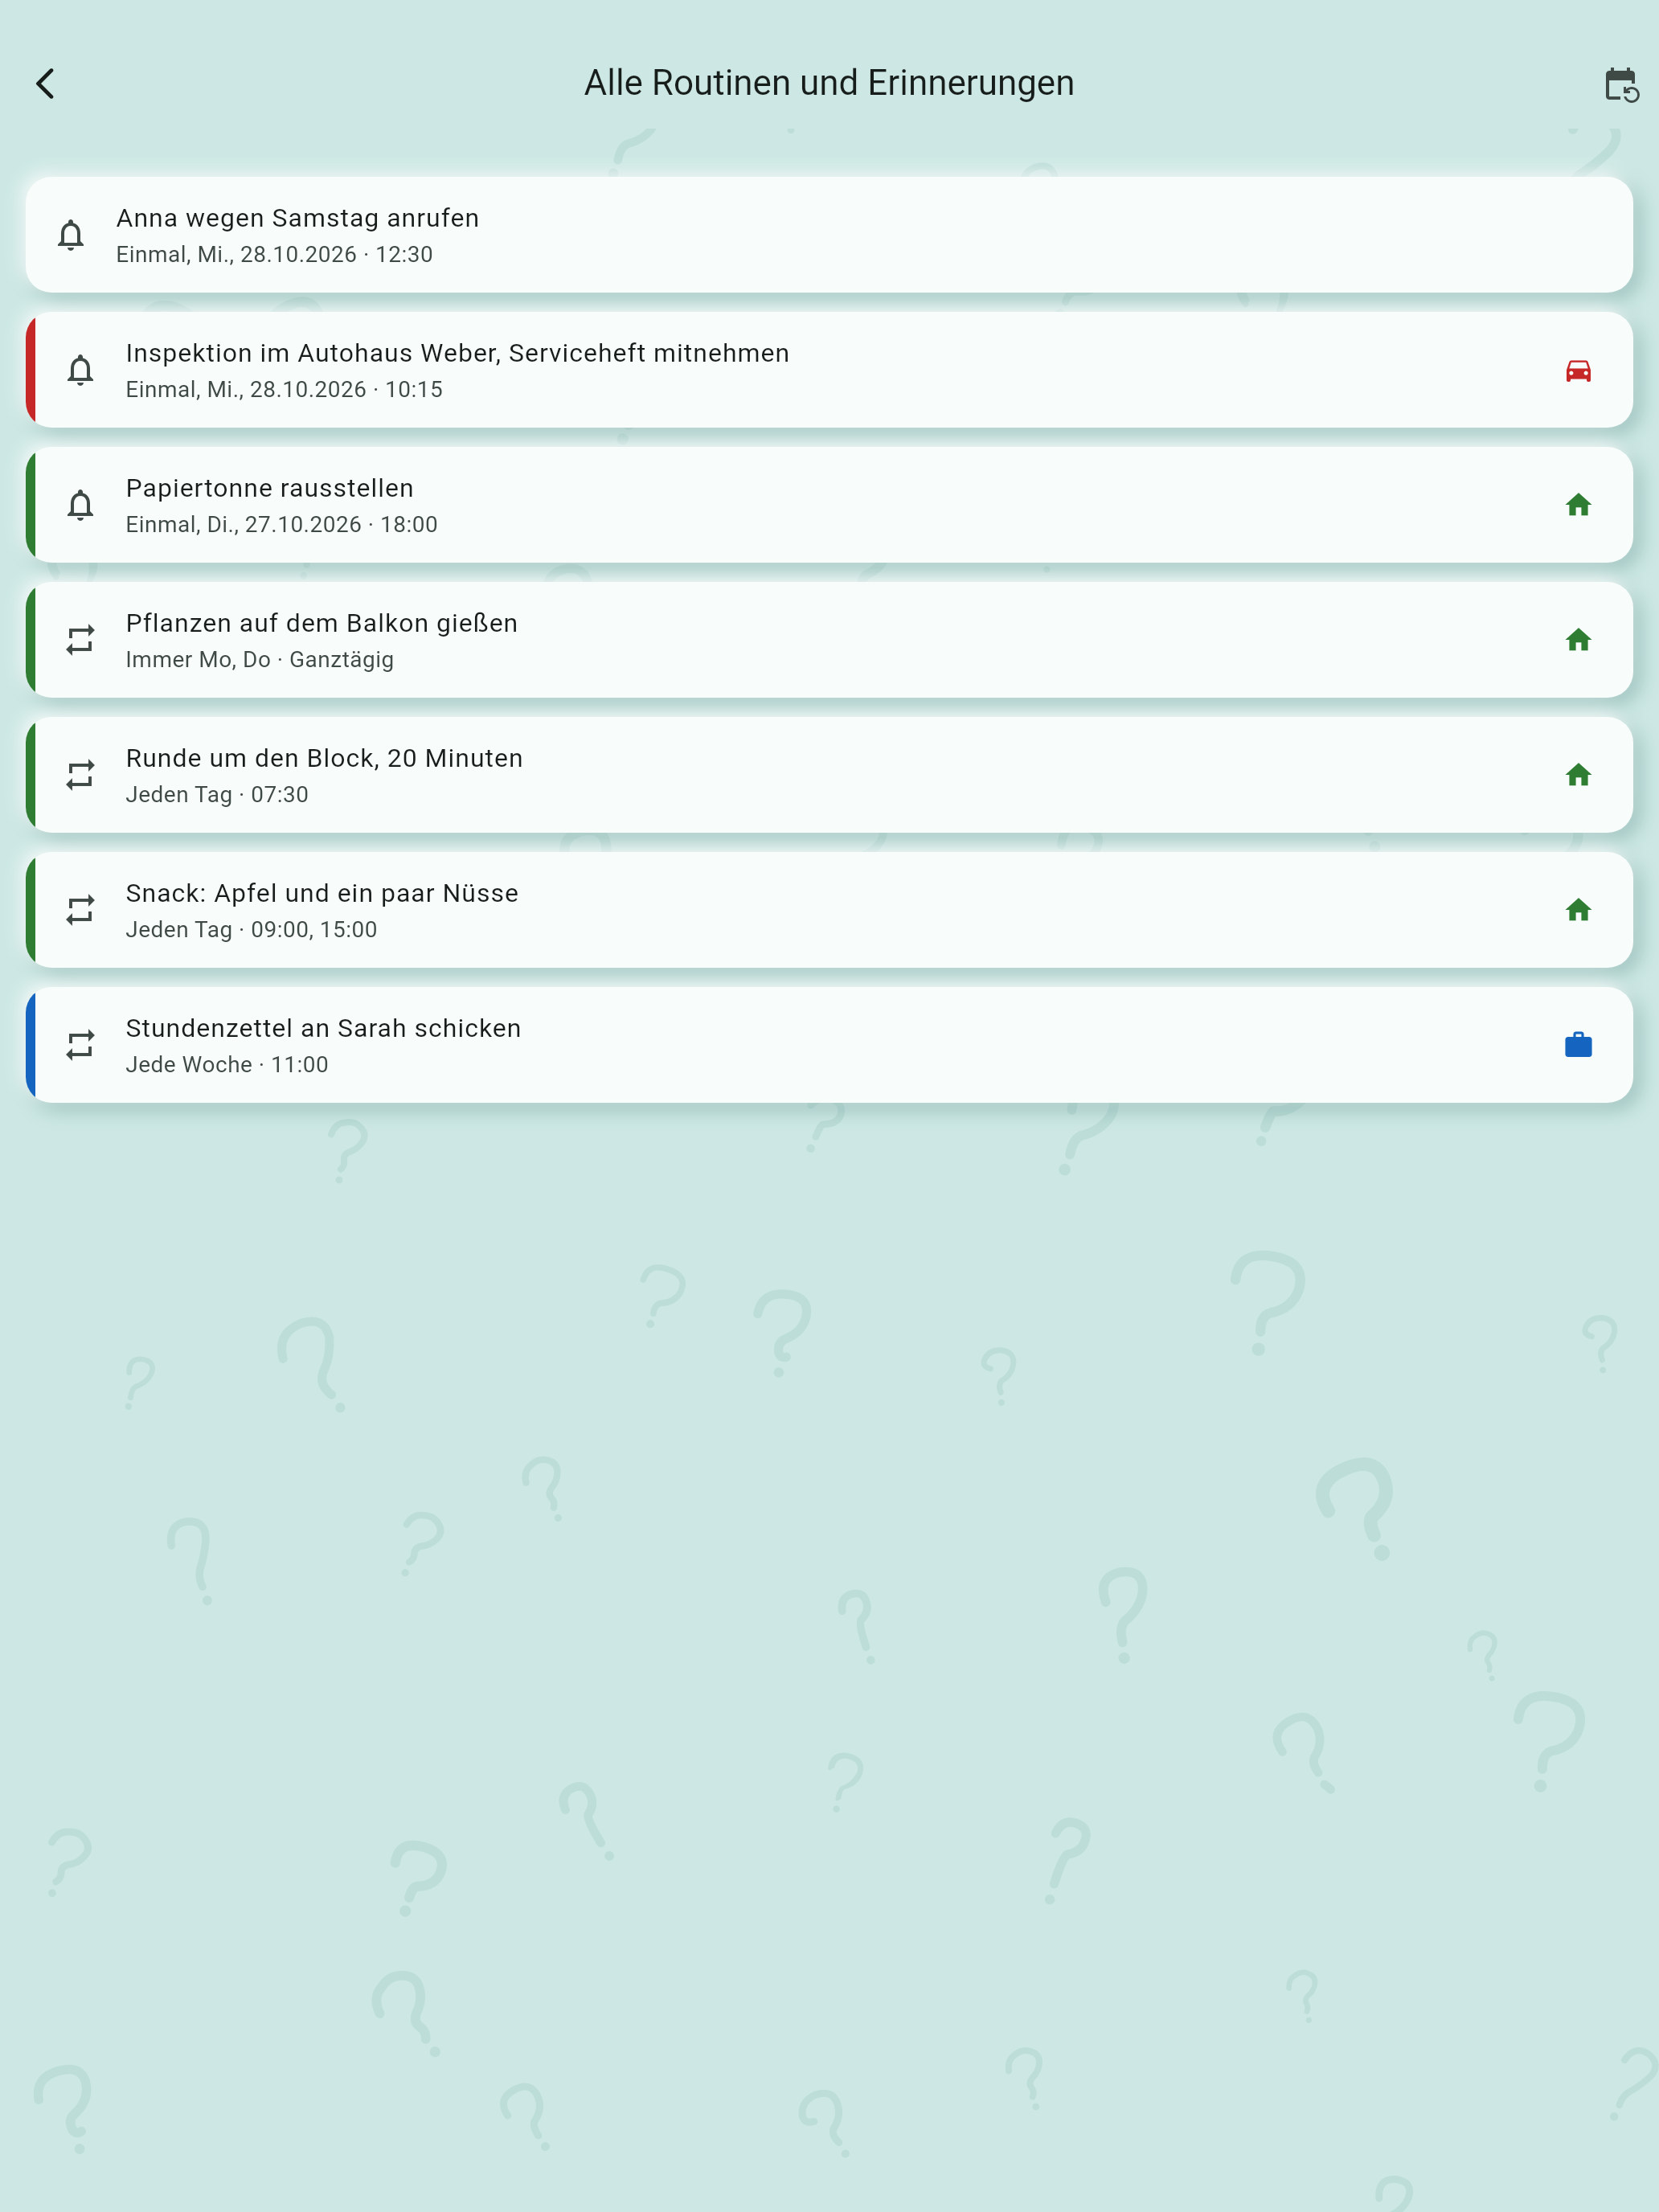 Alle Routinen und Erinnerungen
Anna wegen Samstag anrufen
Einmal, Mi., 28.10.2026 · 12:30
Inspektion im Autohaus Weber, Serviceheft mitnehmen
Einmal, Mi., 28.10.2026 · 10:15
Papiertonne rausstellen
Einmal, Di., 27.10.2026 · 18:00
Pflanzen auf dem Balkon gießen
Immer Mo, Do · Ganztägig
Runde um den Block, 20 Minuten
Jeden Tag · 07:30
Snack: Apfel und ein paar Nüsse
Jeden Tag · 09:00, 15:00
Stundenzettel an Sarah schicken
Jede Woche · 11:00